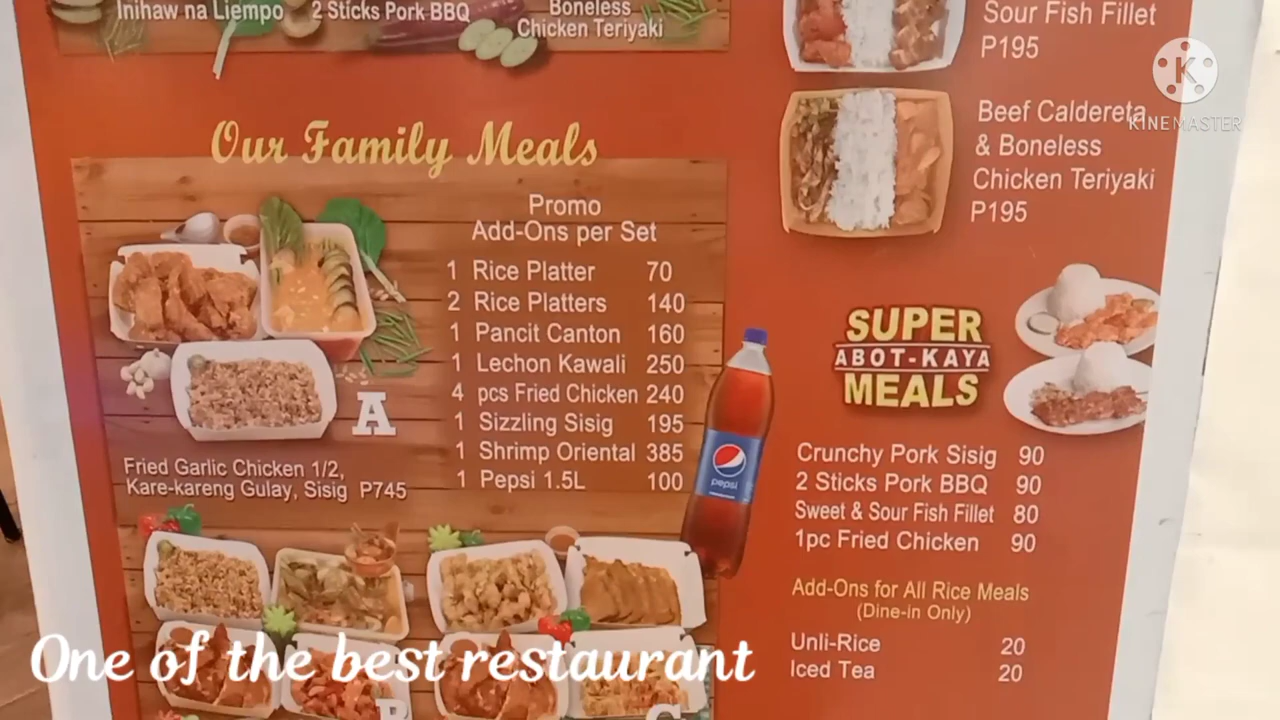 Inihaw na Liempo
2 Sticks Pork BBQ
Boneless
Chicken Teriyaki
Sour Fish Fillet
P195
Beef Caldereta
& Boneless
Chicken Teriyaki
P195
KINEMASTER
Our Family Meals
Promo
Add-Ons per Set
1 Rice Platter 70
2 Rice Platters 140
1 Pancit Canton 160
1 Lechon Kawali 250
4 pcs Fried Chicken 240
1 Sizzling Sisig 195
1 Shrimp Oriental 385
1 Pepsi 1.5L 100
pepsi
A
Fried Garlic Chicken 1/2,
Kare-kareng Gulay, Sisig P745
SUPER
ABOT-KAYA
MEALS
Crunchy Pork Sisig 90
2 Sticks Pork BBQ 90
Sweet & Sour Fish Fillet 80
1pc Fried Chicken 90
Add-Ons for All Rice Meals
(Dine-in Only)
Unli-Rice 20
Iced Tea 20
One of the best restaurant
B
C